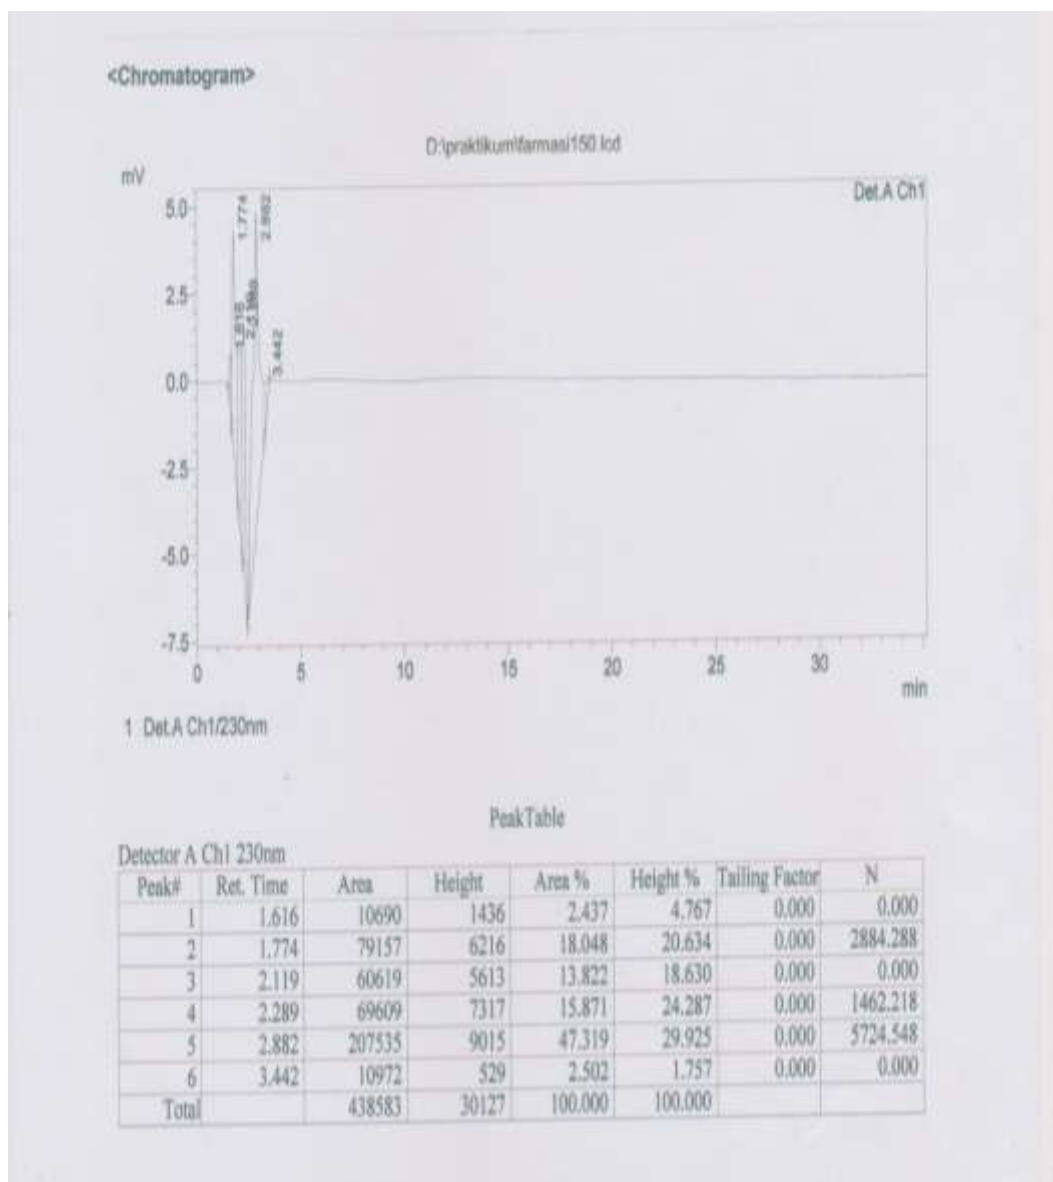 <Chromatogram>
D:\praktikum\farmasi150.lcd
mV
Det.A Ch1
5.0
2.5
0.0
-2.5
-5.0
-7.5
1.616
1.774
2.882
3.442
0 5 10 15 20 25 30
min
1 Det.A Ch1/230nm
PeakTable
Detector A Ch1 230nm
Peak# Ret. Time Area Height Area % Height % Tailing Factor N
1 1.616 10690 1436 2.437 4.767 0.000 0.000
2 1.774 79157 6216 18.048 20.634 0.000 2884.288
3 2.119 60619 5613 13.822 18.630 0.000 0.000
4 2.289 69609 7317 15.871 24.287 0.000 1462.218
5 2.882 207535 9015 47.319 29.925 0.000 5724.548
6 3.442 10972 529 2.502 1.757 0.000 0.000
Total 438583 30127 100.000 100.000